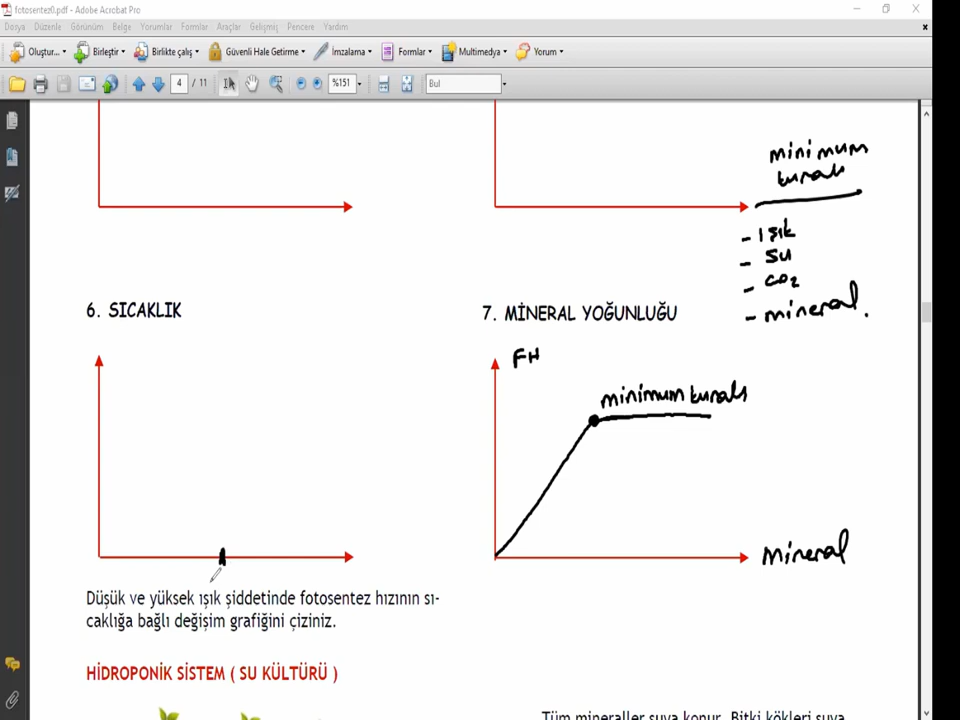 fotosentez0.pdf - Adobe Acrobat Pro
Dosya Düzenle Görünüm Belge Yorumlar Formlar Araçlar Gelişmiş Pencere Yardım
Oluştur... Birleştir Birlikte çalış Güvenli Hale Getirme İmzalama Formlar Multimedya Yorum
4 / 11 %151 Bul
minimum
kuralı
- Işık
- su
- CO2
- mineral.
6. SICAKLIK
7. MİNERAL YOĞUNLUĞU
FH
minimum kuralı
mineral
Düşük ve yüksek ışık şiddetinde fotosentez hızının sı-
caklığa bağlı değişim grafiğini çiziniz.
HİDROPONİK SİSTEM ( SU KÜLTÜRÜ )
Tüm mineraller suya konur. Bitki kökleri suya